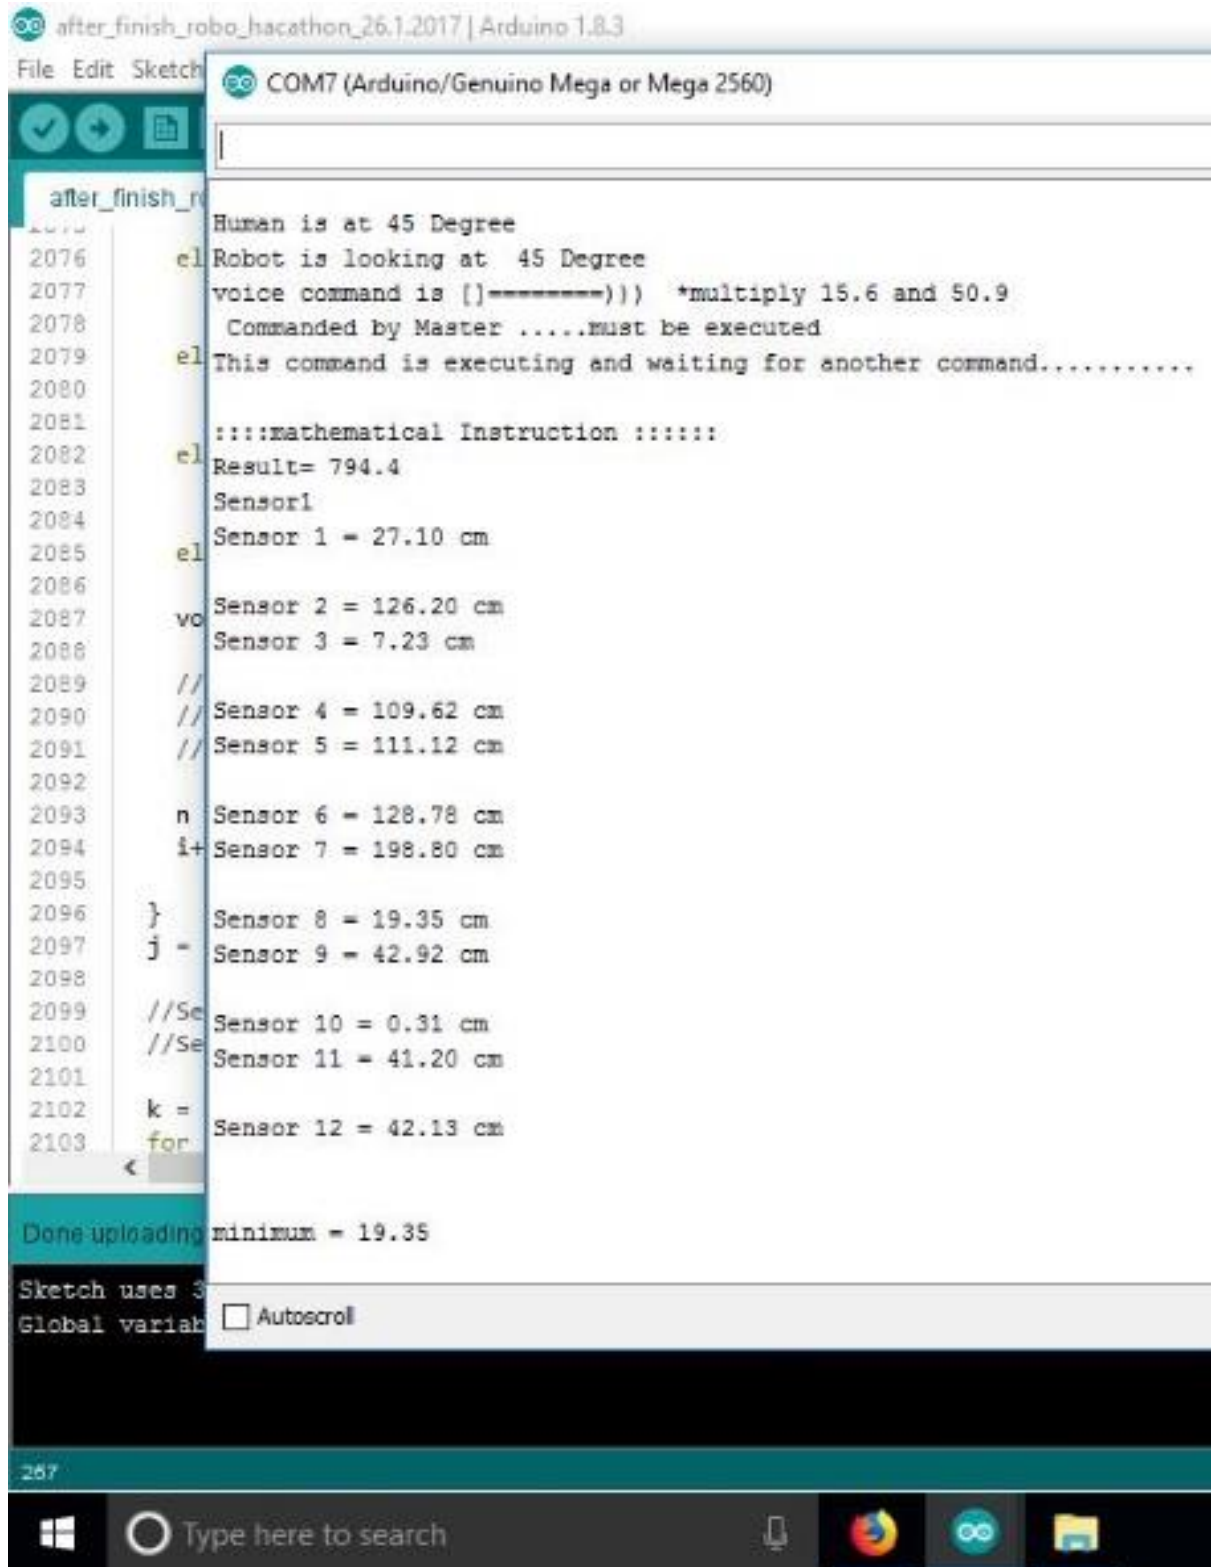 after_finish_robo_hacathon_26.1.2017 | Arduino 1.8.3
File Edit Sketch
COM7 (Arduino/Genuino Mega or Mega 2560)
after_finish_r
Human is at 45 Degree
Robot is looking at  45 Degree
voice command is []========)))  *multiply 15.6 and 50.9
 Commanded by Master .....must be executed
This command is executing and waiting for another command...........
::::mathematical Instruction ::::::
Result= 794.4
Sensor1
Sensor 1 = 27.10 cm
Sensor 2 = 126.20 cm
Sensor 3 = 7.23 cm
Sensor 4 = 109.62 cm
Sensor 5 = 111.12 cm
Sensor 6 = 128.78 cm
Sensor 7 = 198.80 cm
Sensor 8 = 19.35 cm
Sensor 9 = 42.92 cm
Sensor 10 = 0.31 cm
Sensor 11 = 41.20 cm
Sensor 12 = 42.13 cm
minimum = 19.35
Autoscroll
2076 el
2077
2078
2079 el
2080
2081
2082 el
2083
2084
2085 el
2086
2087 vo
2088
2089 //
2090 //
2091 //
2092
2093 n
2094 i+
2095
2096 }
2097 j =
2098
2099 //Se
2100 //Se
2101
2102 k =
2103 for
Done uploading
Sketch uses 3
Global variab
267
Type here to search